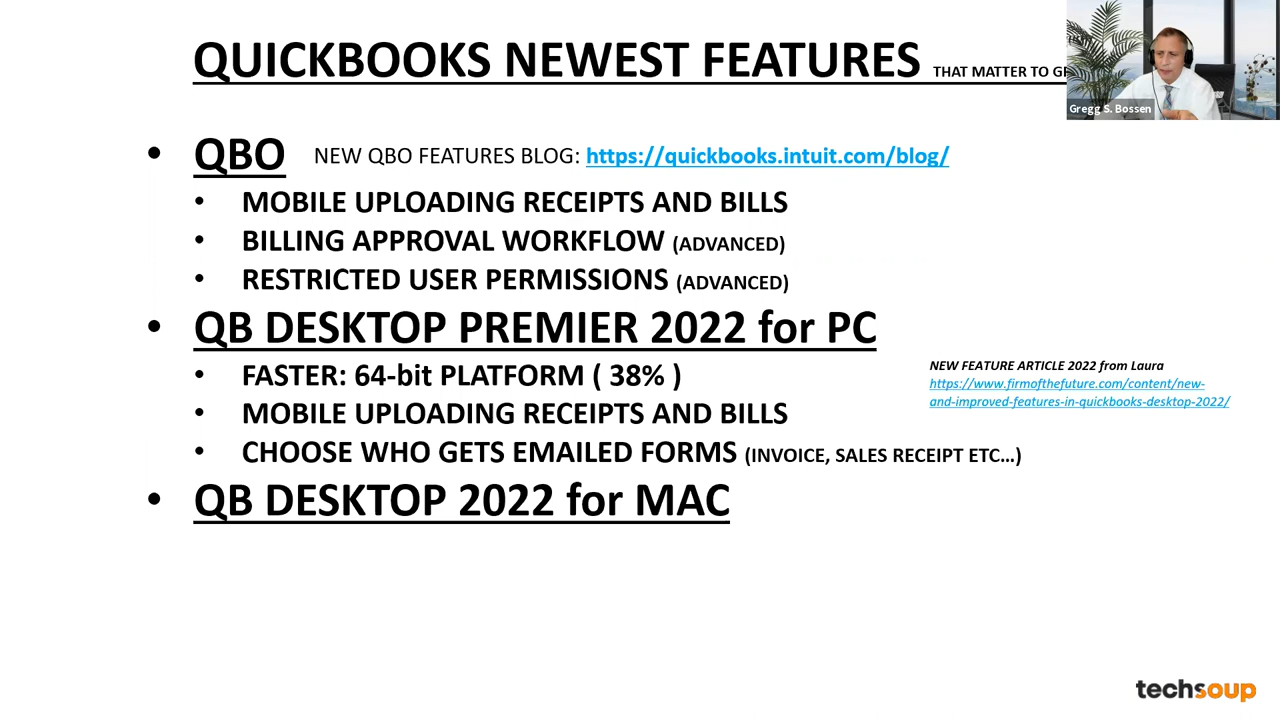 QUICKBOOKS NEWEST FEATURES THAT MATTER TO
Gregg S. Bossen
• QBO NEW QBO FEATURES BLOG: https://quickbooks.intuit.com/blog/
• MOBILE UPLOADING RECEIPTS AND BILLS
• BILLING APPROVAL WORKFLOW (ADVANCED)
• RESTRICTED USER PERMISSIONS (ADVANCED)
• QB DESKTOP PREMIER 2022 for PC
• FASTER: 64-bit PLATFORM ( 38% )
• MOBILE UPLOADING RECEIPTS AND BILLS
• CHOOSE WHO GETS EMAILED FORMS (INVOICE, SALES RECEIPT ETC...)
NEW FEATURE ARTICLE 2022 from Laura
https://www.firmofthefuture.com/content/new-
and-improved-features-in-quickbooks-desktop-2022/
• QB DESKTOP 2022 for MAC
techsoup